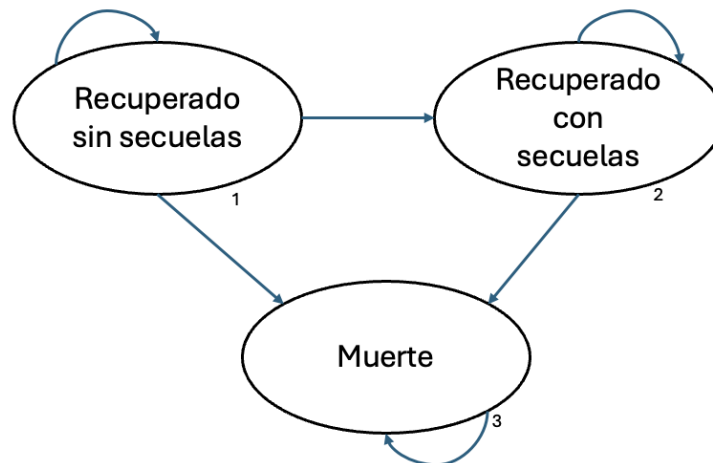 Recuperado
sin secuelas
1
Recuperado
con
secuelas
2
Muerte
3